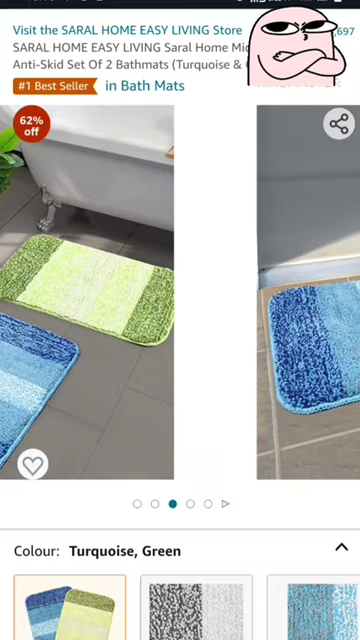 Visit the SARAL HOME EASY LIVING Store
697
SARAL HOME EASY LIVING Saral Home
Anti-Skid Set Of 2 Bathmats (Turquoise &
#1 Best Seller in Bath Mats
62%
off
Colour: Turquoise, Green